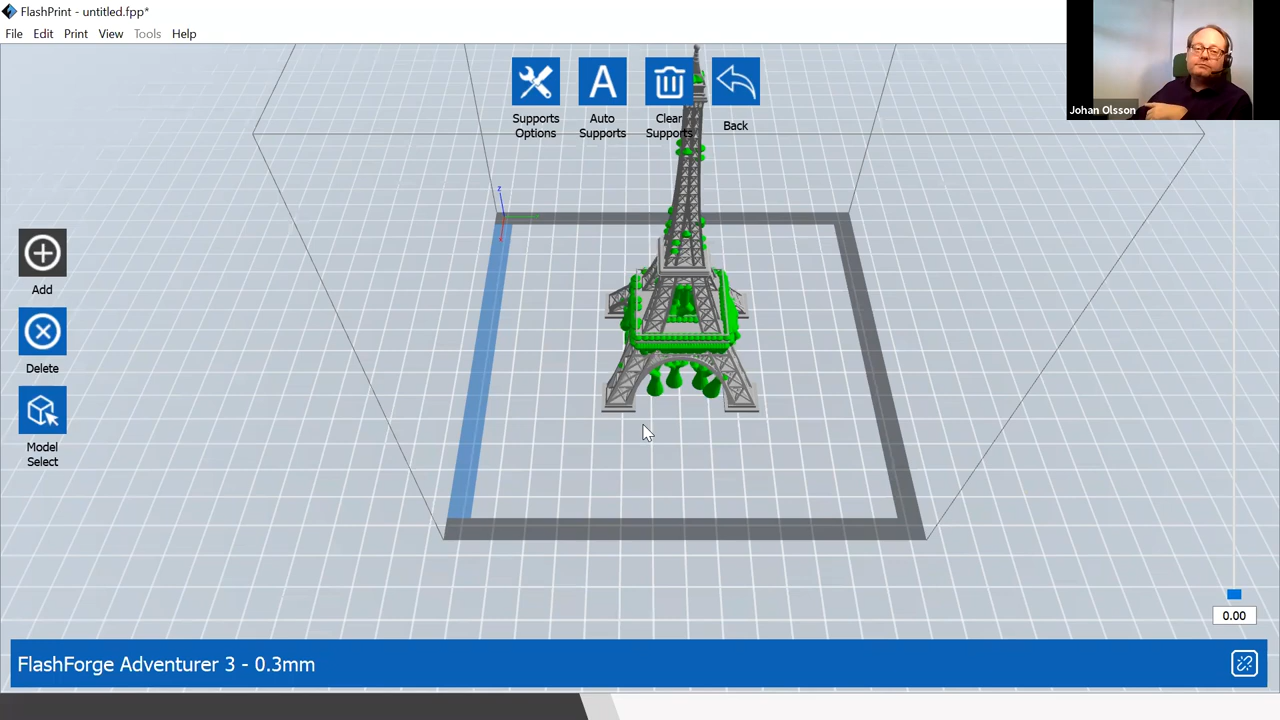 FlashPrint - untitled.fpp*
File Edit Print View Tools Help
Johan Olsson
Supports
Options
A
Auto
Supports
Clear
Supports
Back
z
Add
Delete
Model
Select
0.00
FlashForge Adventurer 3 - 0.3mm